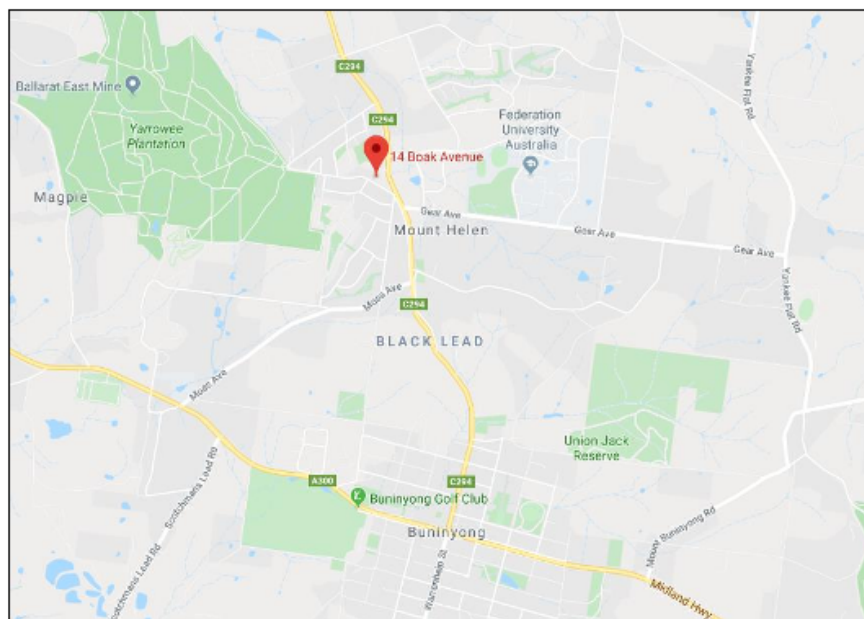 C294
Ballarat East Mine
Yarrowee
Plantation
C294
Federation
University
Australia
Yankee Flat Rd
14 Boak Avenue
Magpie
Gear Ave
Mount Helen
Gear Ave
Gear Ave
Moss Ave
Yankee Flat Rd
C294
BLACK LEAD
Moss Ave
Scotchmans Lead Rd
Union Jack
Reserve
A300
C294
Buninyong Golf Club
Buninyong
Mount Buninyong Rd
Warrenheip St
Scotchmans Lead Rd
Midland Hwy